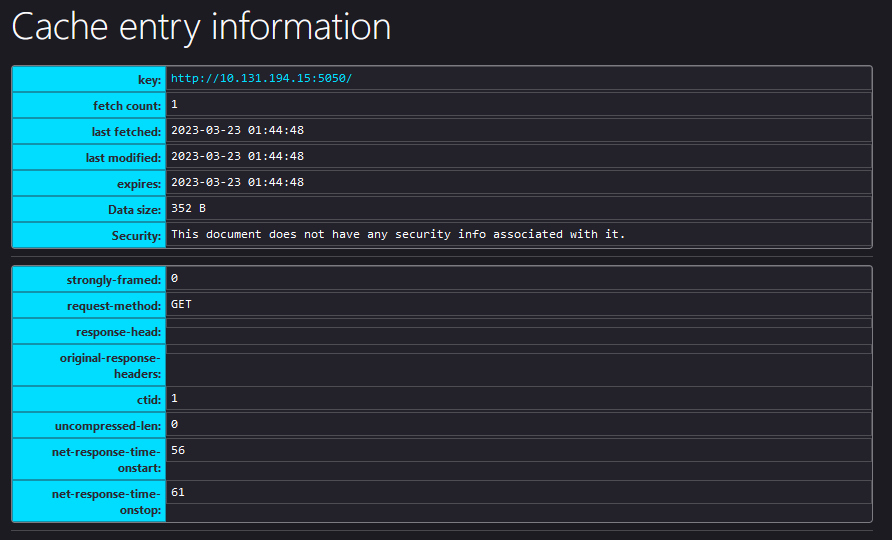 Cache entry information
key: http://10.131.194.15:5050/
fetch count: 1
last fetched: 2023-03-23 01:44:48
last modified: 2023-03-23 01:44:48
expires: 2023-03-23 01:44:48
Data size: 352 B
Security: This document does not have any security info associated with it.
strongly-framed: 0
request-method: GET
response-head:
original-response-
headers:
ctid: 1
uncompressed-len: 0
net-response-time- 56
onstart:
net-response-time- 61
onstop: